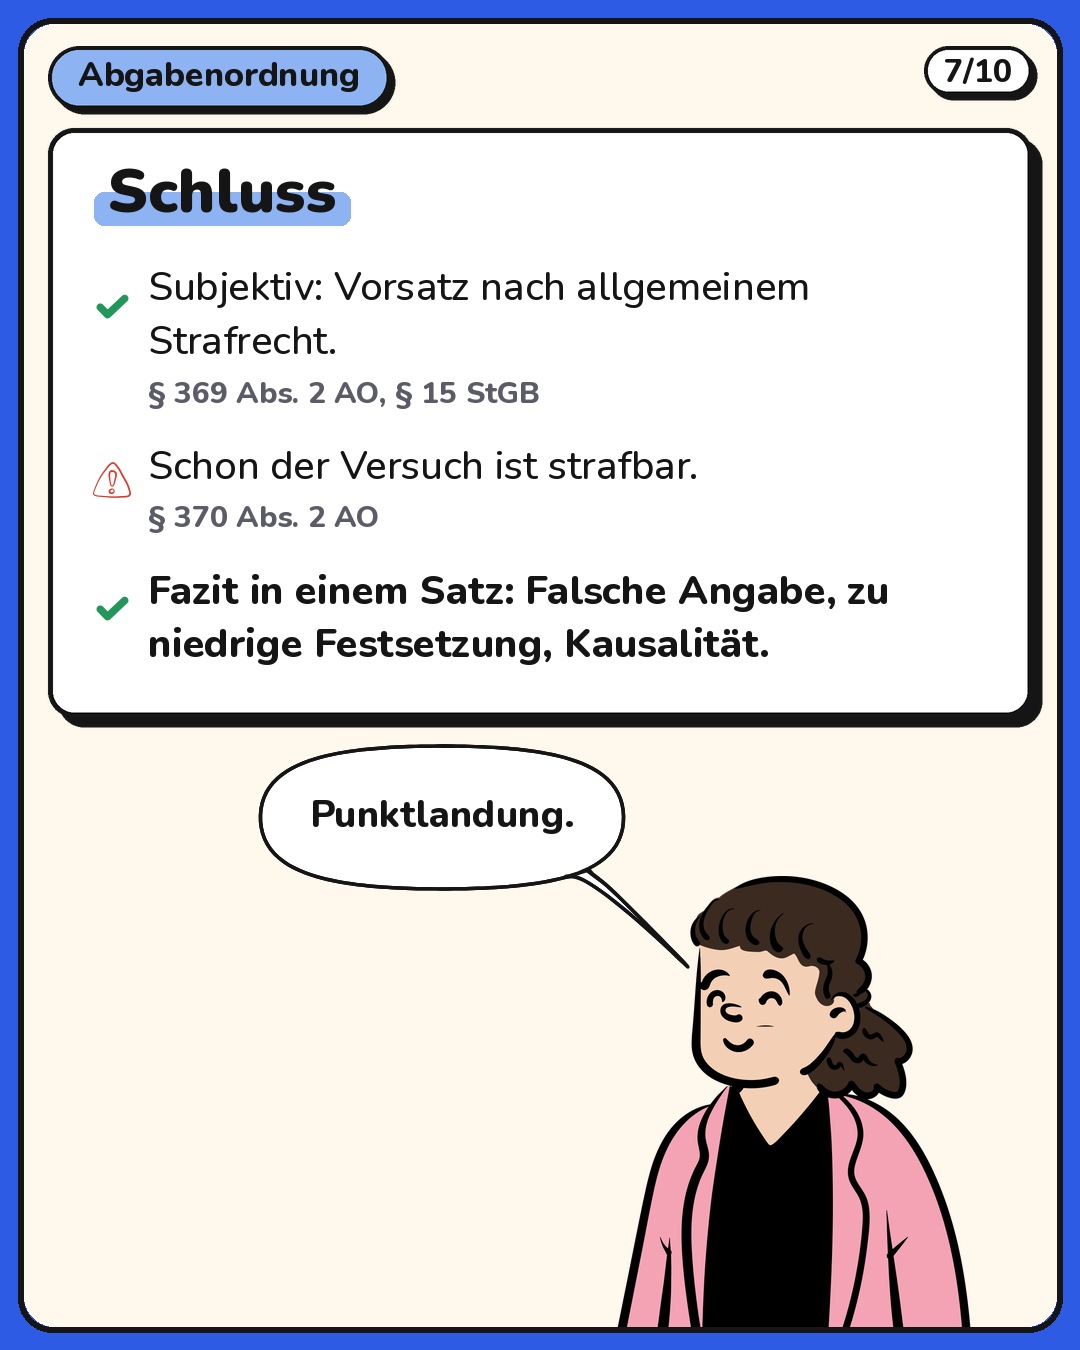 Abgabenordnung
7/10
Schluss
Subjektiv: Vorsatz nach allgemeinem
Strafrecht.
§ 369 Abs. 2 AO, § 15 StGB
Schon der Versuch ist strafbar.
§ 370 Abs. 2 AO
Fazit in einem Satz: Falsche Angabe, zu
niedrige Festsetzung, Kausalität.
Punktlandung.